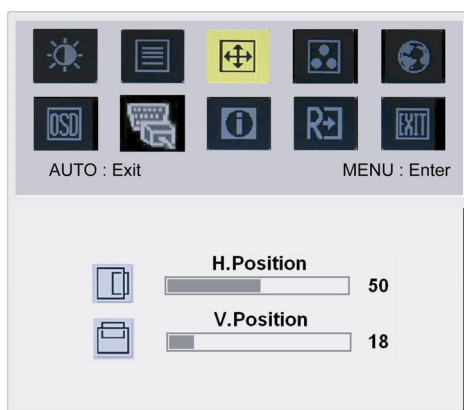 OSD i R EXIT
AUTO : Exit MENU : Enter
H.Position
50
V.Position
18